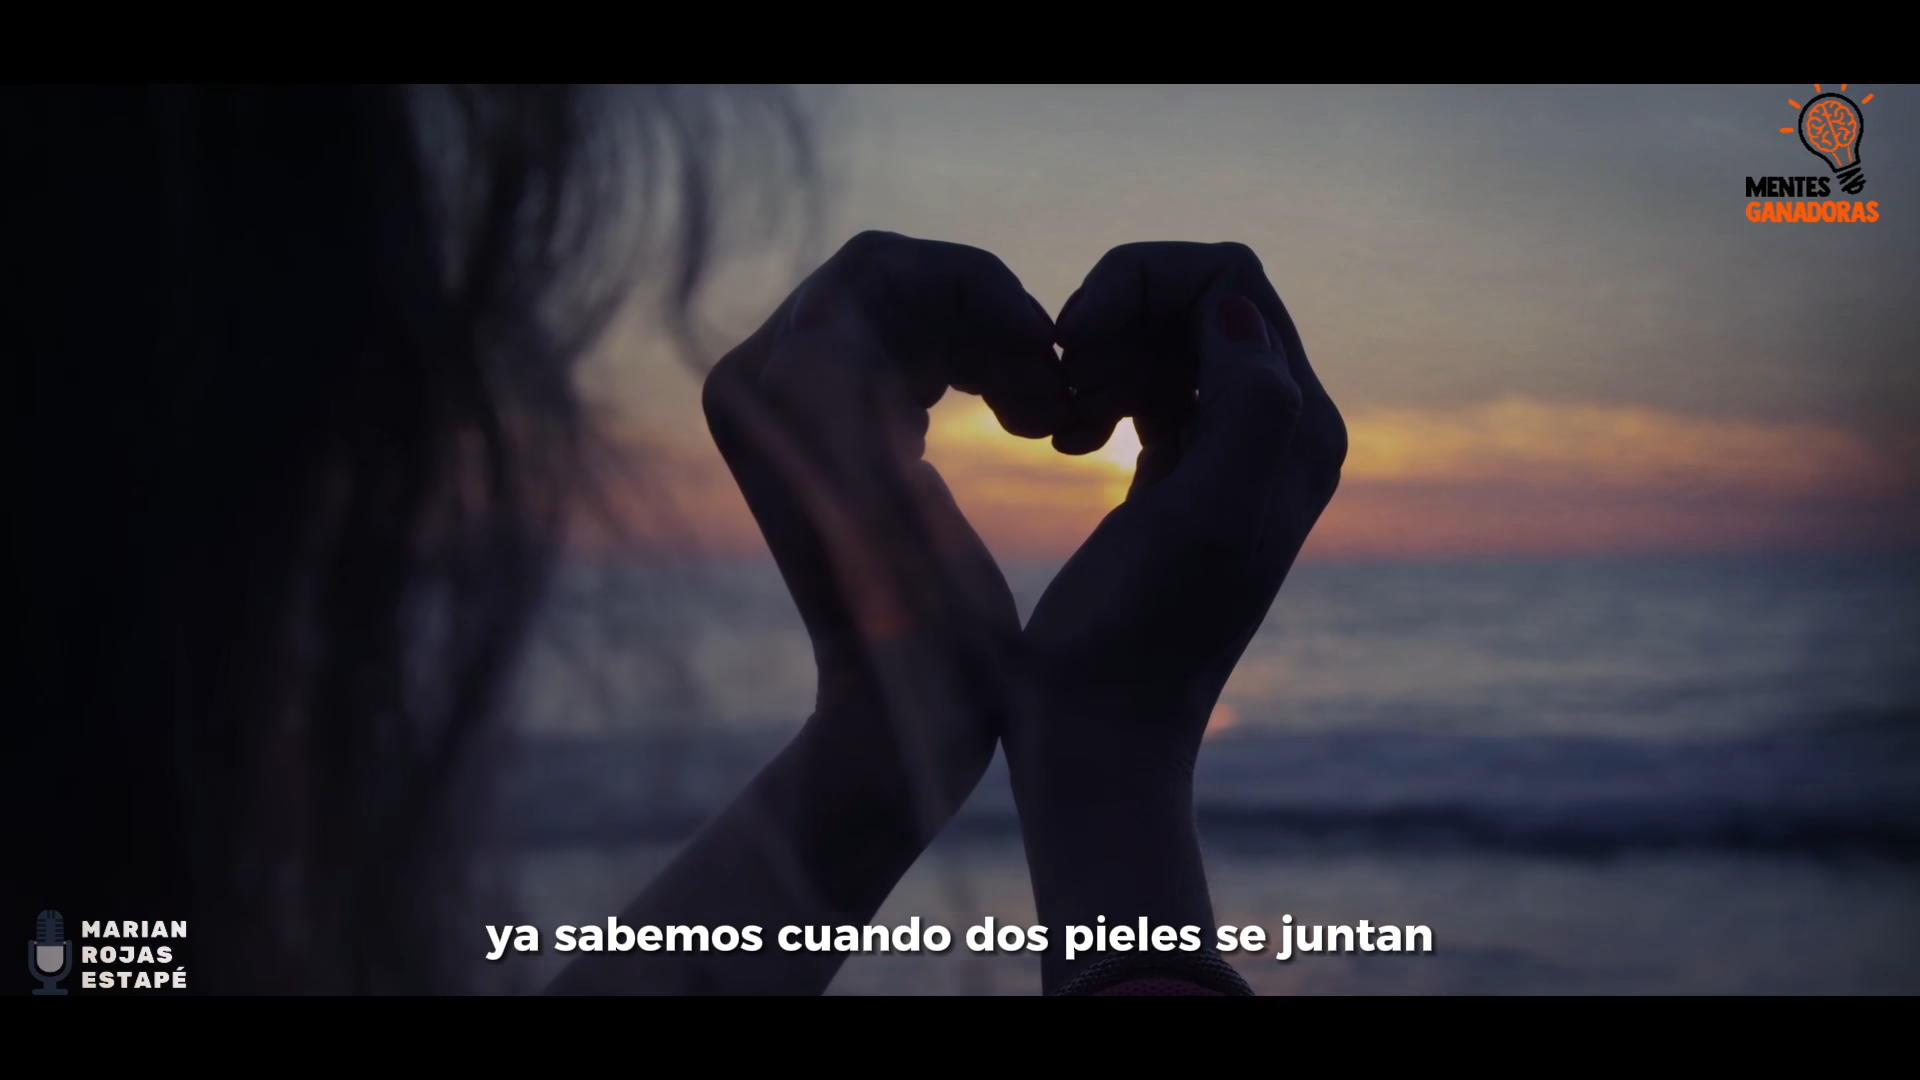 MENTES
GANADORAS
MARIAN
ROJAS
ESTAPÉ
ya sabemos cuando dos pieles se juntan